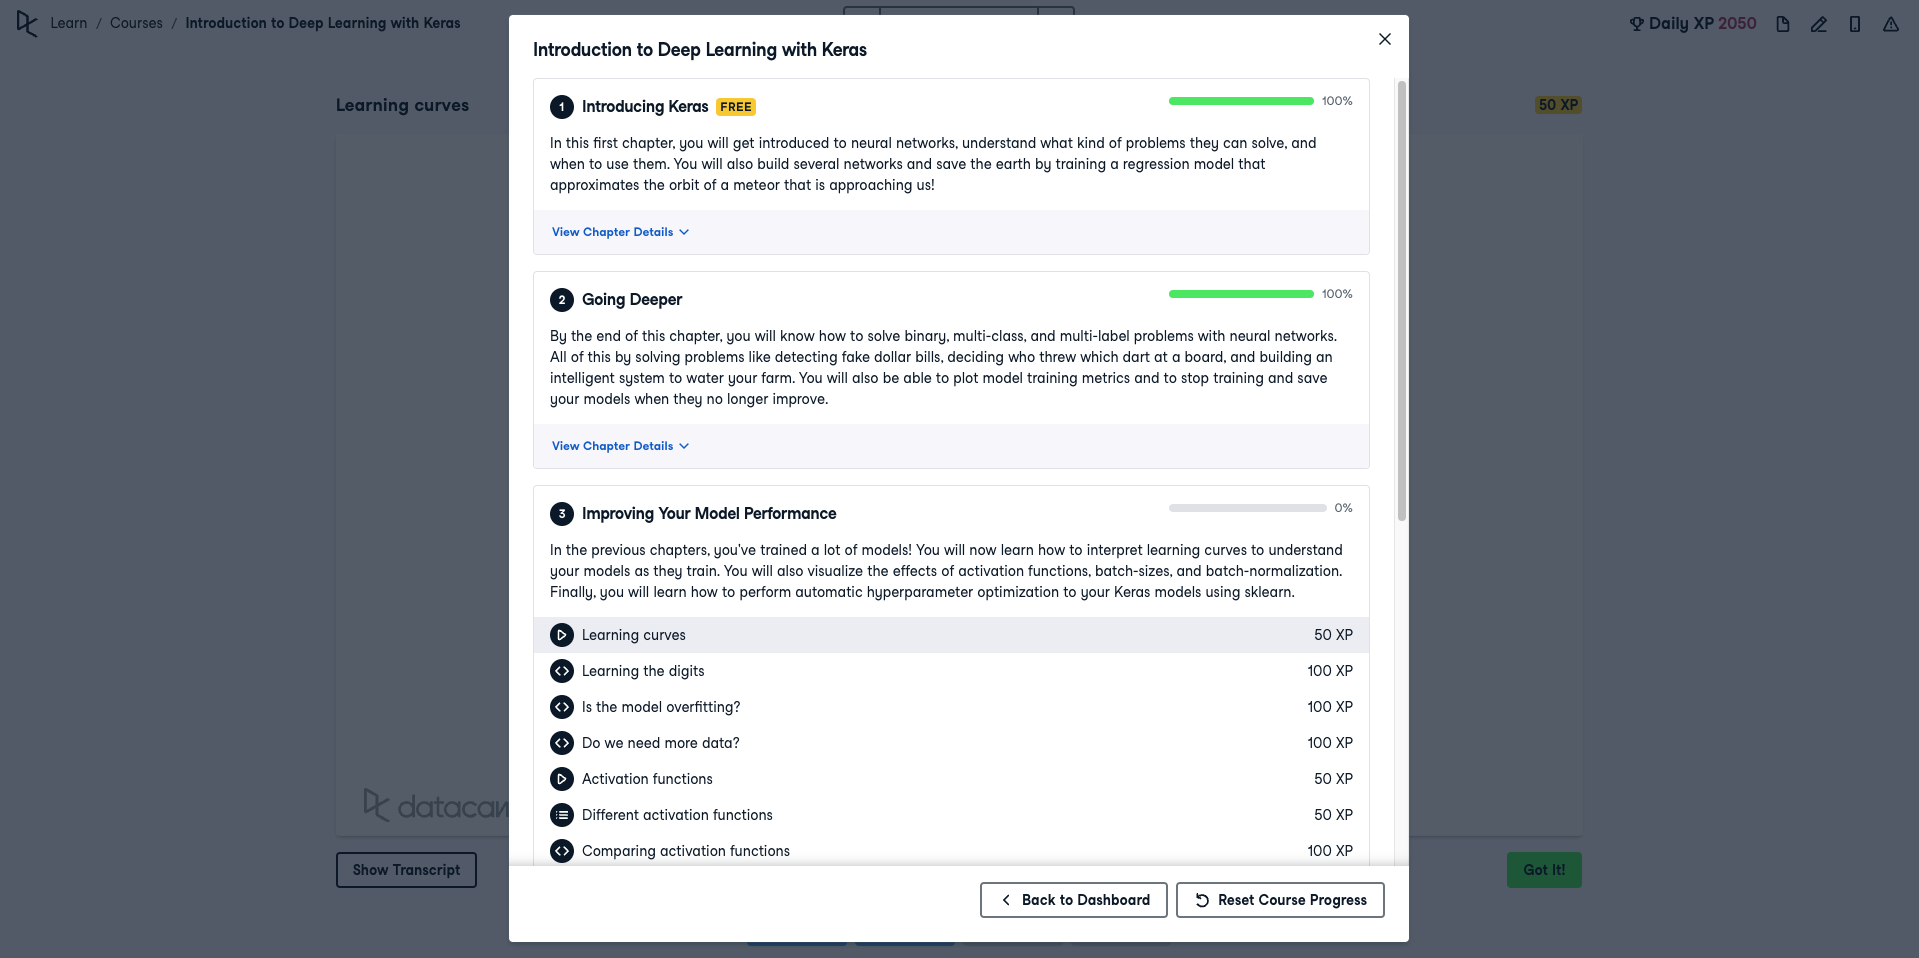 Learn / Courses / Introduction to Deep Learning with Keras
Daily XP 2050
Learning curves
50 XP
Introduction to Deep Learning with Keras
1 Introducing Keras FREE 100%
In this first chapter, you will get introduced to neural networks, understand what kind of problems they can solve, and
when to use them. You will also build several networks and save the earth by training a regression model that
approximates the orbit of a meteor that is approaching us!
View Chapter Details
2 Going Deeper 100%
By the end of this chapter, you will know how to solve binary, multi-class, and multi-label problems with neural networks.
All of this by solving problems like detecting fake dollar bills, deciding who threw which dart at a board, and building an
intelligent system to water your farm. You will also be able to plot model training metrics and to stop training and save
your models when they no longer improve.
View Chapter Details
3 Improving Your Model Performance 0%
In the previous chapters, you've trained a lot of models! You will now learn how to interpret learning curves to understand
your models as they train. You will also visualize the effects of activation functions, batch-sizes, and batch-normalization.
Finally, you will learn how to perform automatic hyperparameter optimization to your Keras models using sklearn.
Learning curves 50 XP
Learning the digits 100 XP
Is the model overfitting? 100 XP
Do we need more data? 100 XP
Activation functions 50 XP
Different activation functions 50 XP
Comparing activation functions 100 XP
datacam
Show Transcript
Got It!
Back to Dashboard
Reset Course Progress